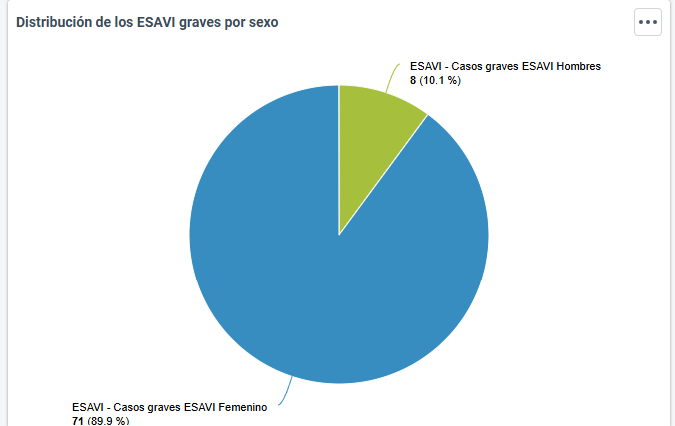 Distribución de los ESAVI graves por sexo
ESAVI - Casos graves ESAVI Hombres
8 (10.1 %)
ESAVI - Casos graves ESAVI Femenino
71 (89.9 %)